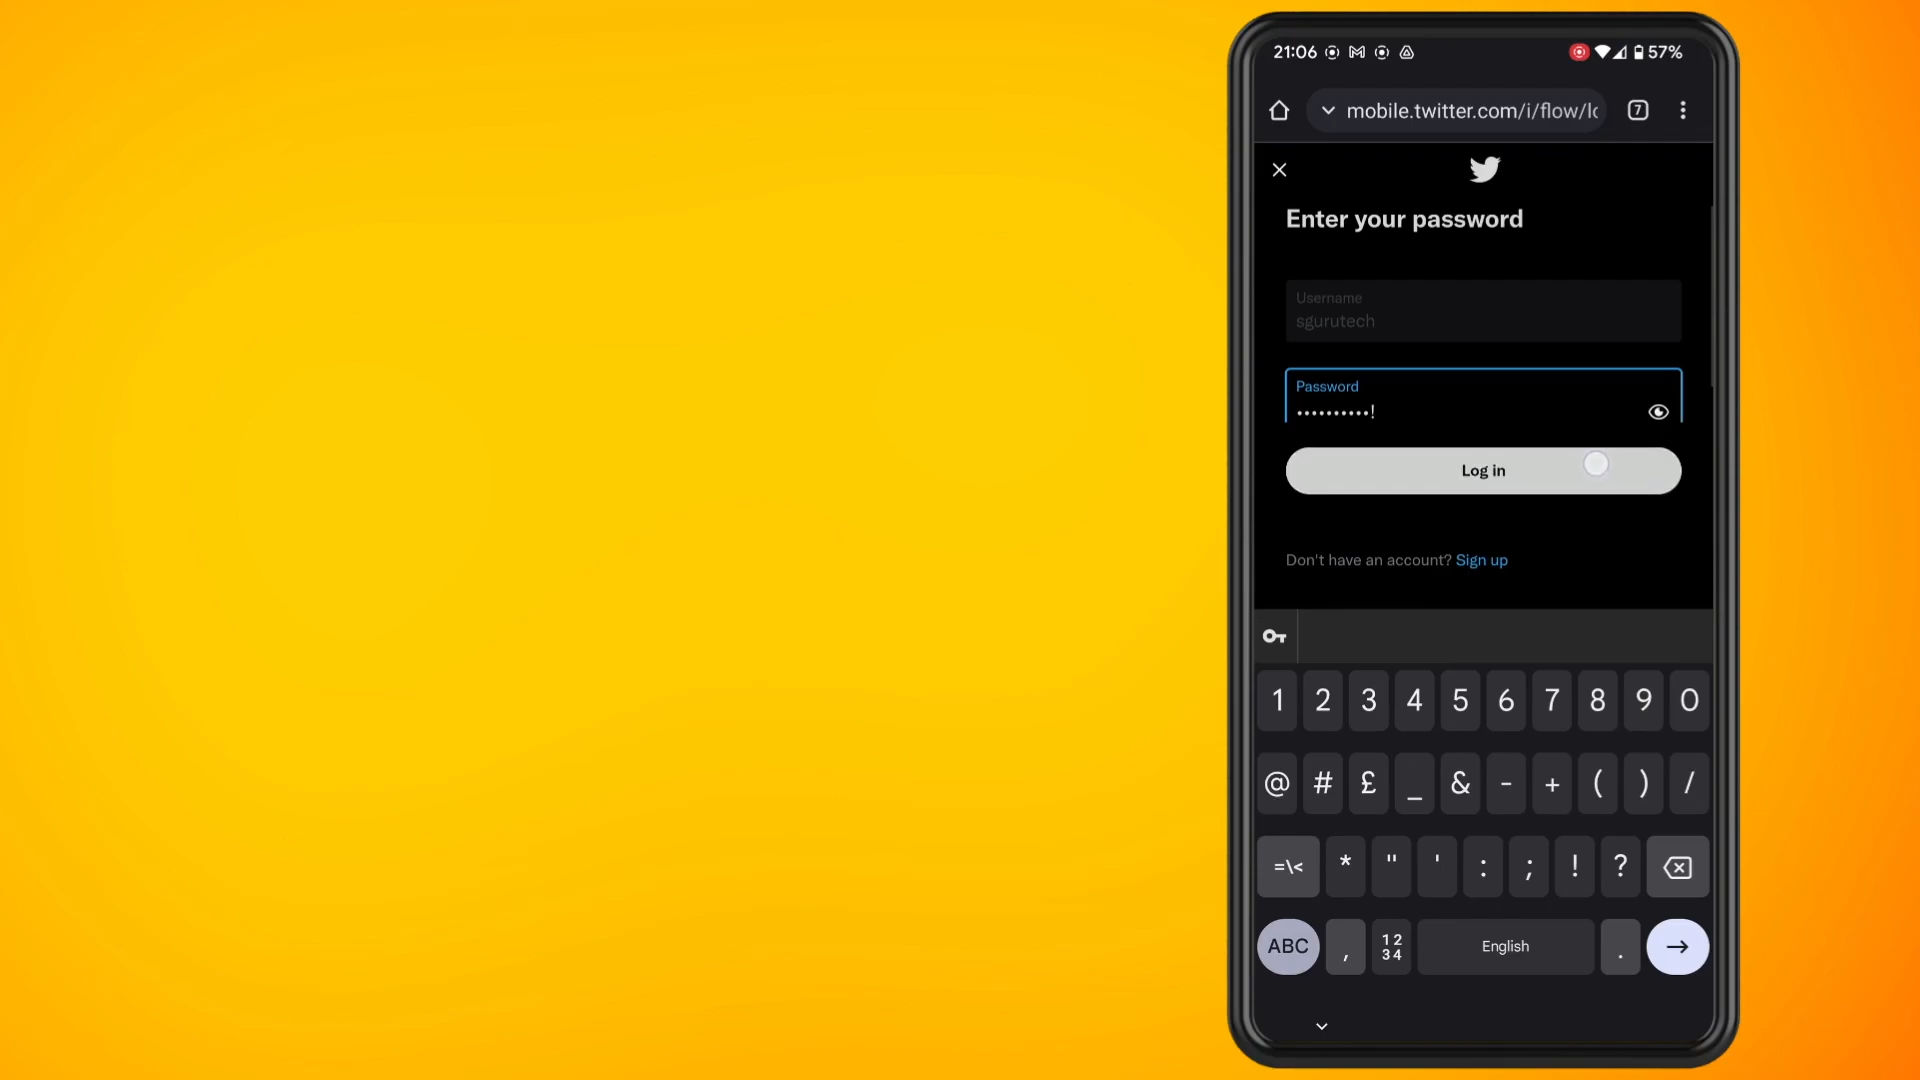 21:06 57%
mobile.twitter.com/i/flow/lo 7
Enter your password
Username
sgurutech
Password
••••••••••!
Log in
Don't have an account? Sign up
1 2 3 4 5 6 7 8 9 0
@ # £ _ & - + ( ) /
=\< * " ' : ; ! ?
ABC , 12 34 English .